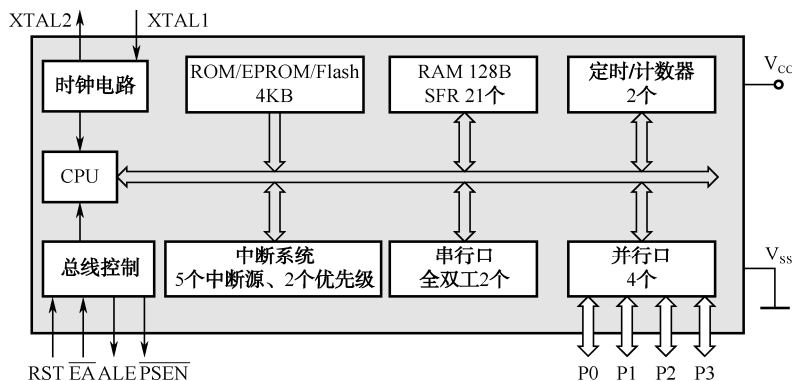 XTAL2 XTAL1
时钟电路
ROM/EPROM/Flash
4KB
RAM 128B
SFR 21个
定时/计数器
2个
VCC
CPU
总线控制
中断系统
5个中断源、2个优先级
串行口
全双工2个
并行口
4个
VSS
RST EA ALE PSEN
P0 P1 P2 P3